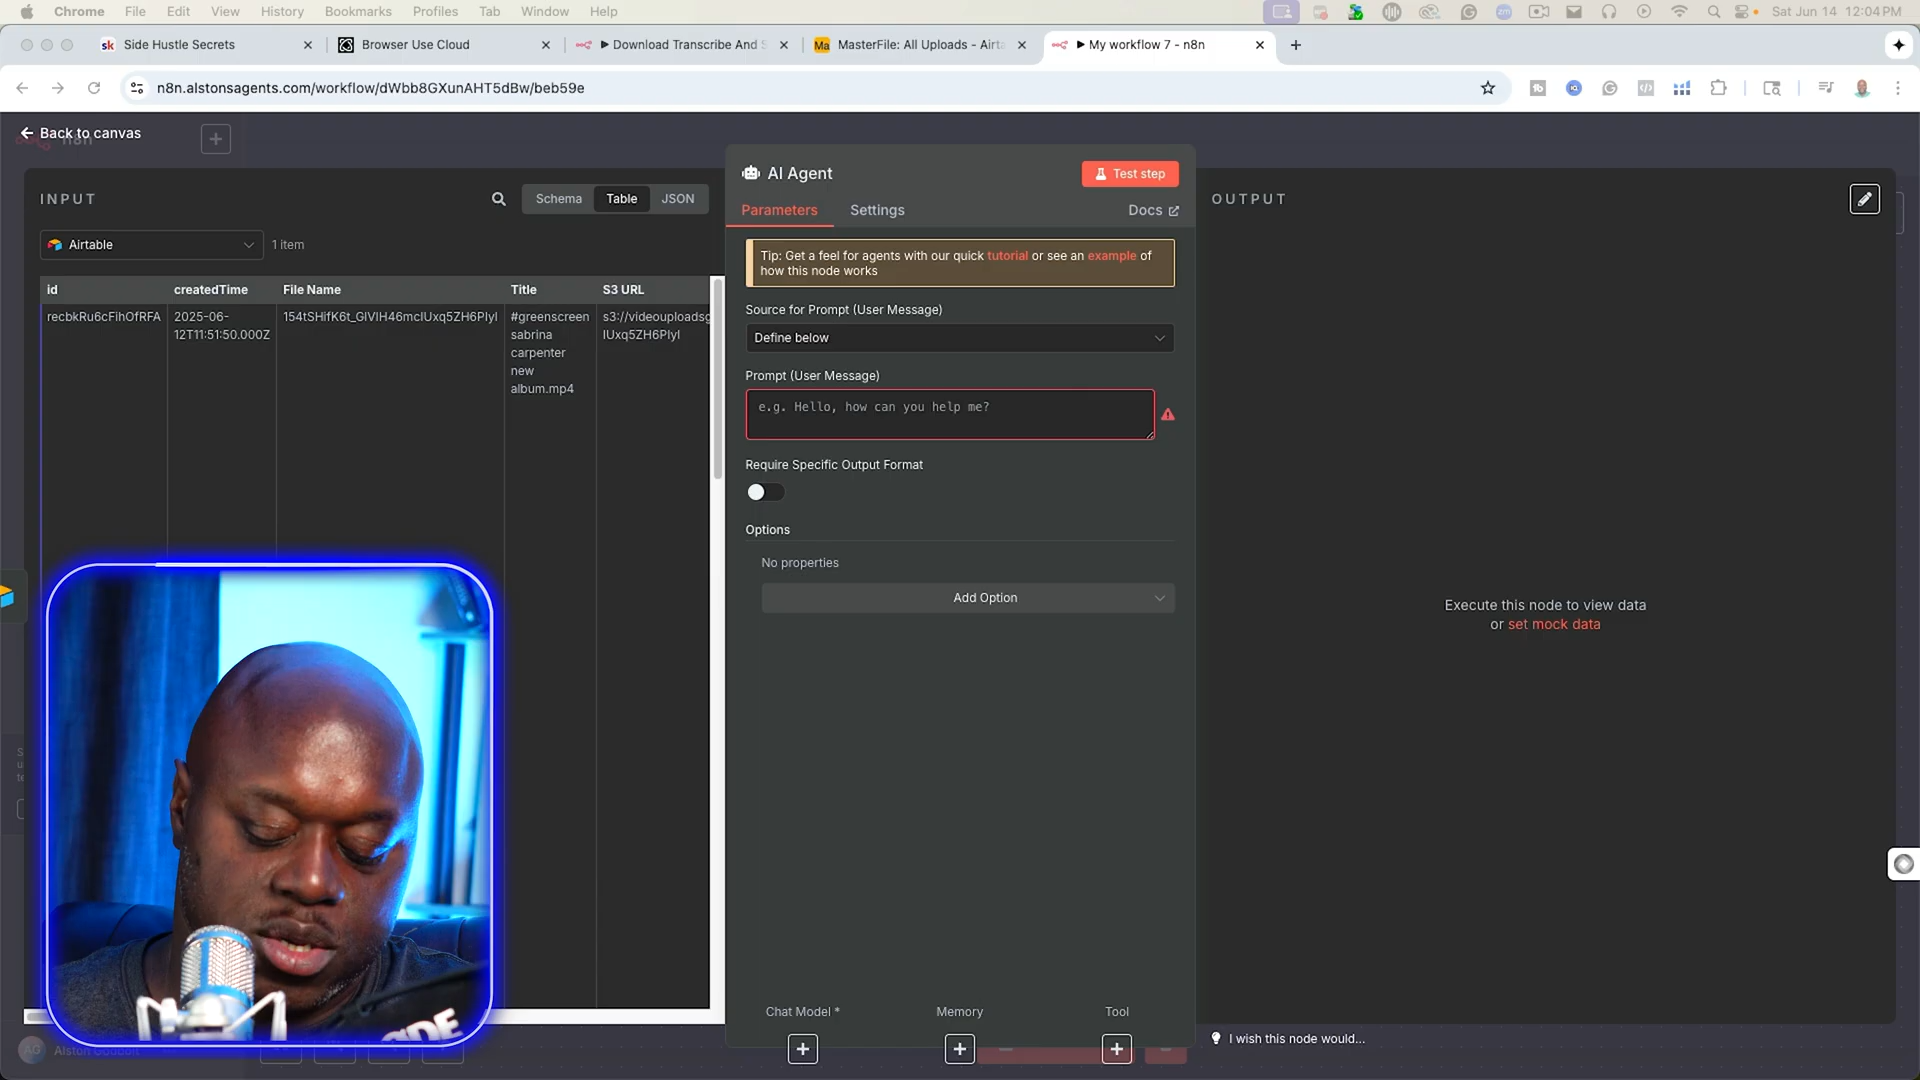 Chrome File Edit View History Bookmarks Profiles Tab Window Help
Sat Jun 14 12:04 PM
Side Hustle Secrets
Browser Use Cloud
Download Transcribe And S
MasterFile: All Uploads - Airta
My workflow 7 - n8n
n8n.alstonsagents.com/workflow/dWbb8GXunAHT5dBw/beb59e
Back to canvas
n8n
INPUT
Schema Table JSON
Airtable
1 item
id createdTime File Name Title S3 URL
recbkRu6cFihOfRFA
2025-06-
12T11:51:50.000Z
154tSHifK6t_GlVIH46mcIUxq5ZH6PIyI
#greenscreen
sabrina
carpenter
new
album.mp4
s3://videouploadsg
IUxq5ZH6PIyI
AI Agent
Test step
Parameters Settings Docs
Tip: Get a feel for agents with our quick tutorial or see an example of
how this node works
Source for Prompt (User Message)
Define below
Prompt (User Message)
e.g. Hello, how can you help me?
Require Specific Output Format
Options
No properties
Add Option
Chat Model * Memory Tool
OUTPUT
Execute this node to view data
or set mock data
I wish this node would...
AG